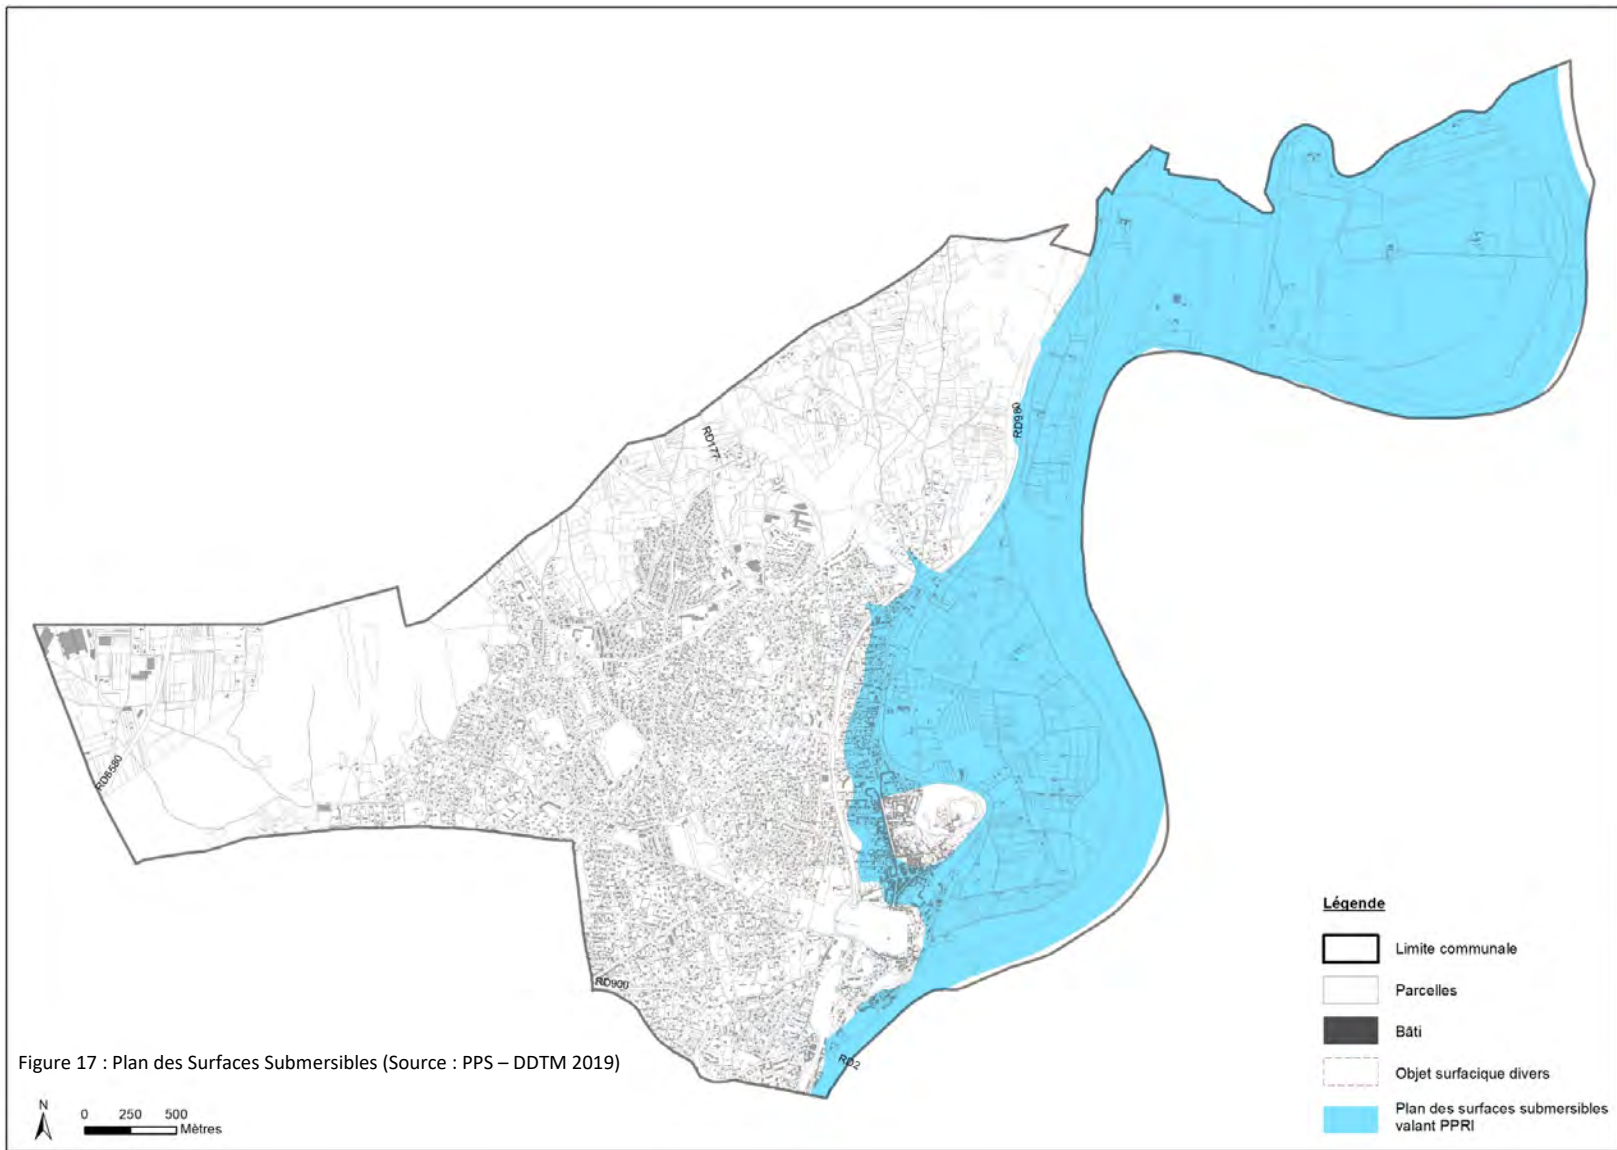 RD980
RD177
RD6580
RD900
RD2
Figure 17 : Plan des Surfaces Submersibles (Source : PPS – DDTM 2019)
N
0 250 500
Mètres
Légende
Limite communale
Parcelles
Bâti
Objet surfacique divers
Plan des surfaces submersibles
valant PPRI